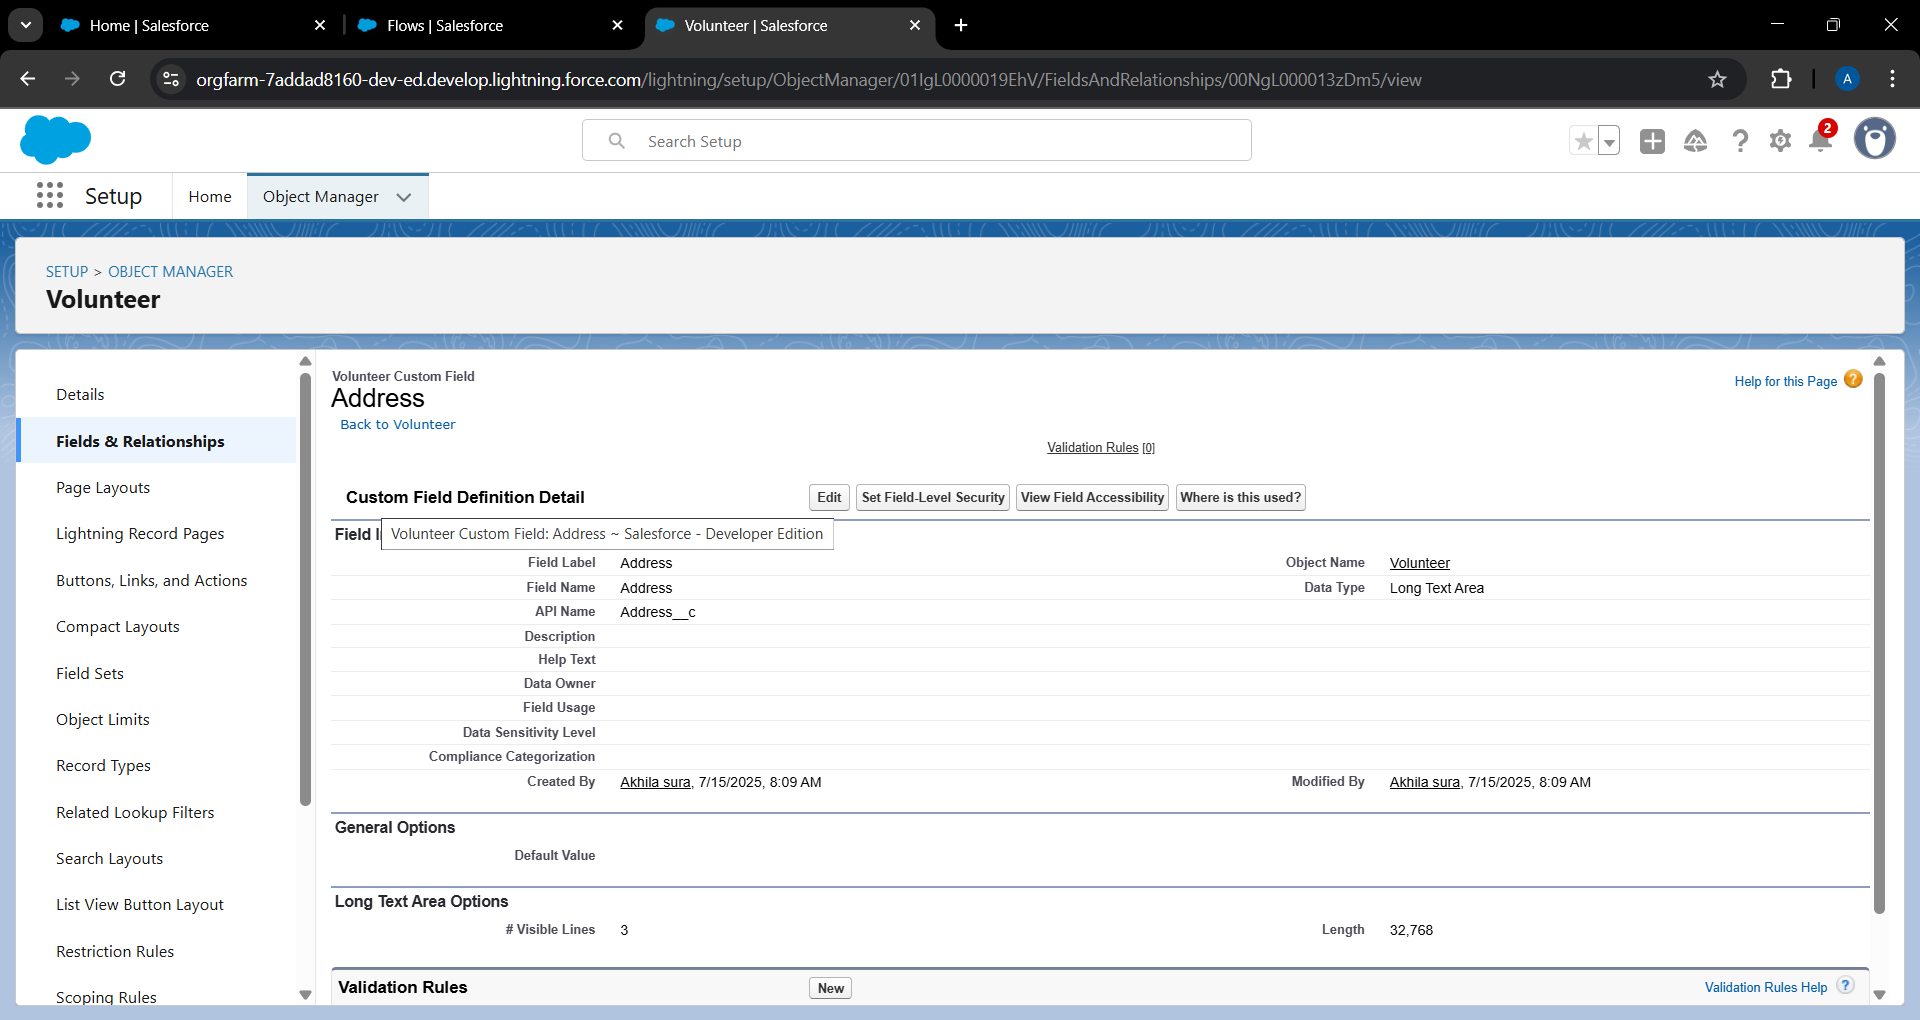 Home | Salesforce
Flows | Salesforce
Volunteer | Salesforce
orgfarm-7addad8160-dev-ed.develop.lightning.force.com/lightning/setup/ObjectManager/01IgL0000019EhV/FieldsAndRelationships/00NgL000013zDm5/view
A
Search Setup
2
Setup
Home
Object Manager
SETUP > OBJECT MANAGER
Volunteer
Details
Fields & Relationships
Page Layouts
Lightning Record Pages
Buttons, Links, and Actions
Compact Layouts
Field Sets
Object Limits
Record Types
Related Lookup Filters
Search Layouts
List View Button Layout
Restriction Rules
Scoping Rules
Volunteer Custom Field
Address
Back to Volunteer
Help for this Page ?
Validation Rules [0]
Custom Field Definition Detail
Edit
Set Field-Level Security
View Field Accessibility
Where is this used?
Field I
Volunteer Custom Field: Address ~ Salesforce - Developer Edition
Field Label Address Object Name Volunteer
Field Name Address Data Type Long Text Area
API Name Address__c
Description
Help Text
Data Owner
Field Usage
Data Sensitivity Level
Compliance Categorization
Created By Akhila sura, 7/15/2025, 8:09 AM Modified By Akhila sura, 7/15/2025, 8:09 AM
General Options
Default Value
Long Text Area Options
# Visible Lines 3 Length 32,768
Validation Rules New Validation Rules Help ?